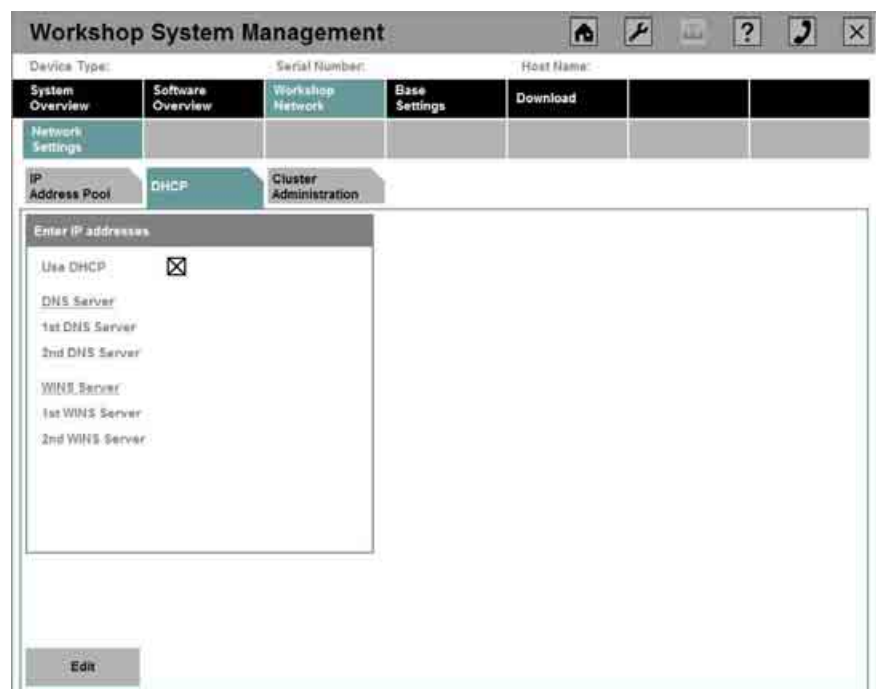 Workshop System Management
?
Device Type: Serial Number: Host Name:
System Overview
Software Overview
Workshop Network
Base Settings
Download
Network Settings
IP Address Pool
DHCP
Cluster Administration
Enter IP addresses
Use DHCP
DNS Server
1st DNS Server
2nd DNS Server
WINS Server
1st WINS Server
2nd WINS Server
Edit